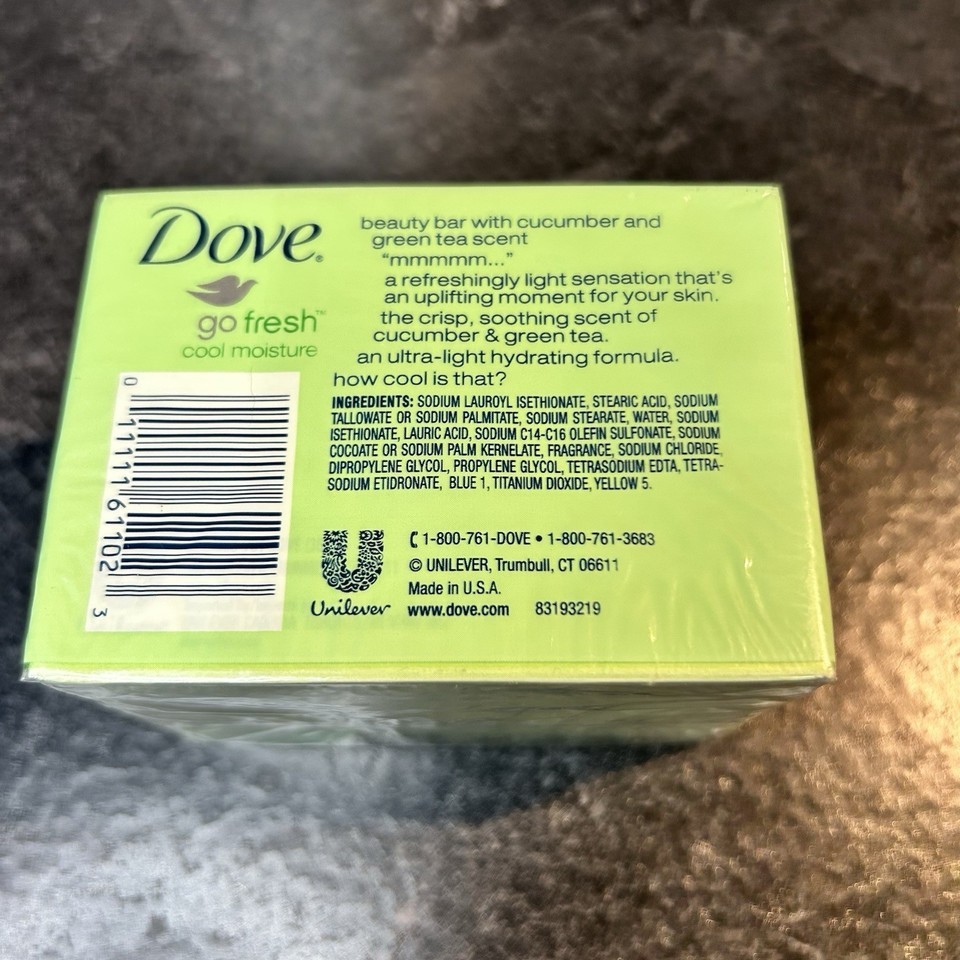 Dove®
go fresh™
cool moisture
beauty bar with cucumber and
green tea scent
“mmmmm...”
a refreshingly light sensation that's
an uplifting moment for your skin.
the crisp, soothing scent of
cucumber & green tea.
an ultra-light hydrating formula.
how cool is that?
INGREDIENTS: SODIUM LAUROYL ISETHIONATE, STEARIC ACID, SODIUM
TALLOWATE OR SODIUM PALMITATE, SODIUM STEARATE, WATER, SODIUM
ISETHIONATE, LAURIC ACID, SODIUM C14-C16 OLEFIN SULFONATE, SODIUM
COCOATE OR SODIUM PALM KERNELATE, FRAGRANCE, SODIUM CHLORIDE,
DIPROPYLENE GLYCOL, PROPYLENE GLYCOL, TETRASODIUM EDTA, TETRA-
SODIUM ETIDRONATE, BLUE 1, TITANIUM DIOXIDE, YELLOW 5.
0 11111 61102 3
Unilever
1-800-761-DOVE • 1-800-761-3683
© UNILEVER, Trumbull, CT 06611
Made in U.S.A.
www.dove.com 83193219